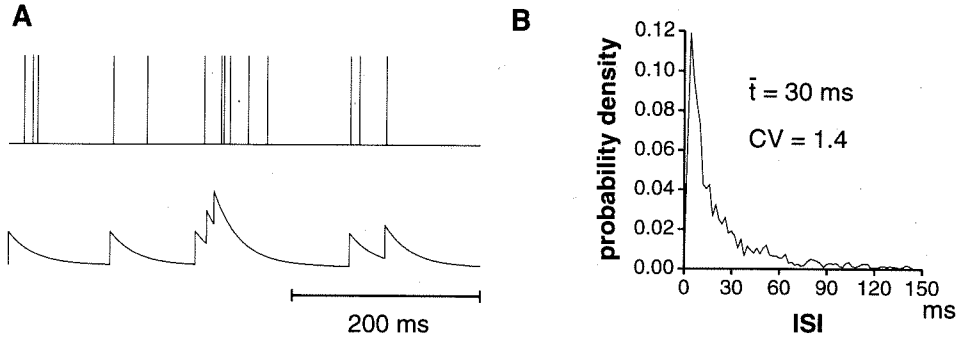 A
200 ms
B
probability density
0.12
0.10
0.08
0.06
0.04
0.02
0.00
t̄ = 30 ms
CV = 1.4
0 30 60 90 120 150
ms
ISI